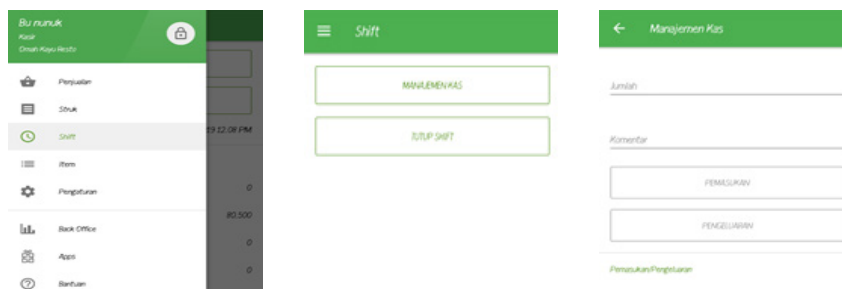 Bu nunuk
Kasir
Omah Kayu Resto
Penjualan
Struk
Shift
Item
Pengaturan
Back Office
Apps
Bantuan
19 12.08 PM
0
80.500
0
0
Shift
MANAJEMEN KAS
TUTUP SHIFT
Manajemen Kas
Jumlah
Komentar
PEMASUKAN
PENGELUARAN
Pemasukan/Pengeluaran